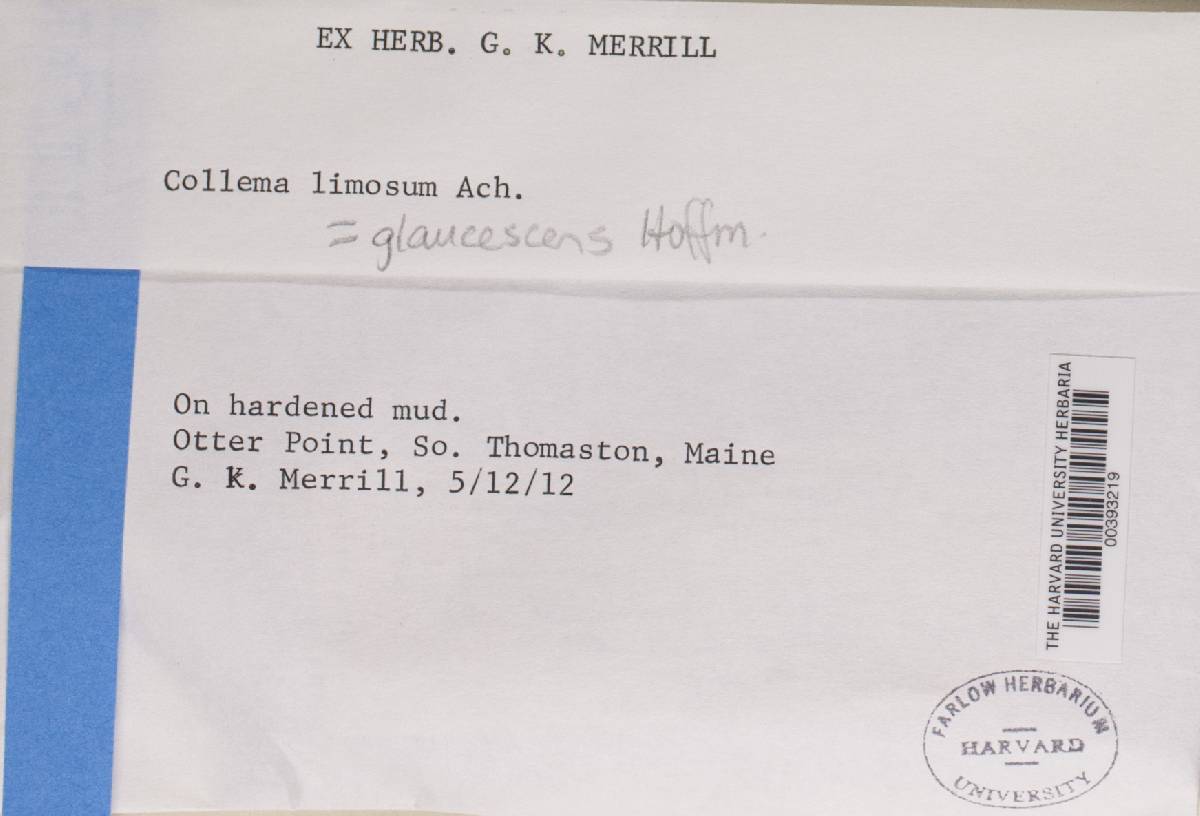 EX HERB. G. K. MERRILL
Collema limosum Ach.
= glaucescens Hoffm.
On hardened mud.
Otter Point, So. Thomaston, Maine
G. K. Merrill, 5/12/12
THE HARVARD UNIVERSITY HERBARIA
00393219
FARLOW HERBARIUM
HARVARD
UNIVERSITY